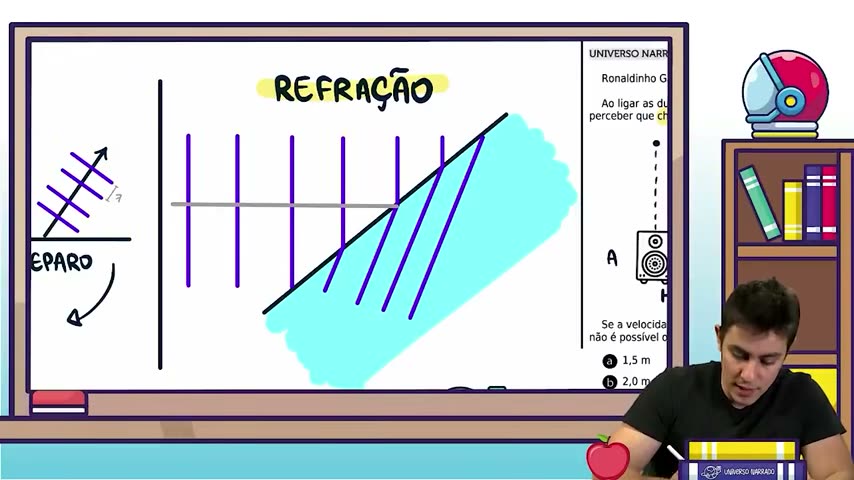 REFRAÇÃO
EPARO
UNIVERSO NARR
Ronaldinho G
Ao ligar as du
perceber que ch
A
H
Se a velocida
não é possível o
a 1,5 m
b 2,0 m
UNIVERSO NARRADO